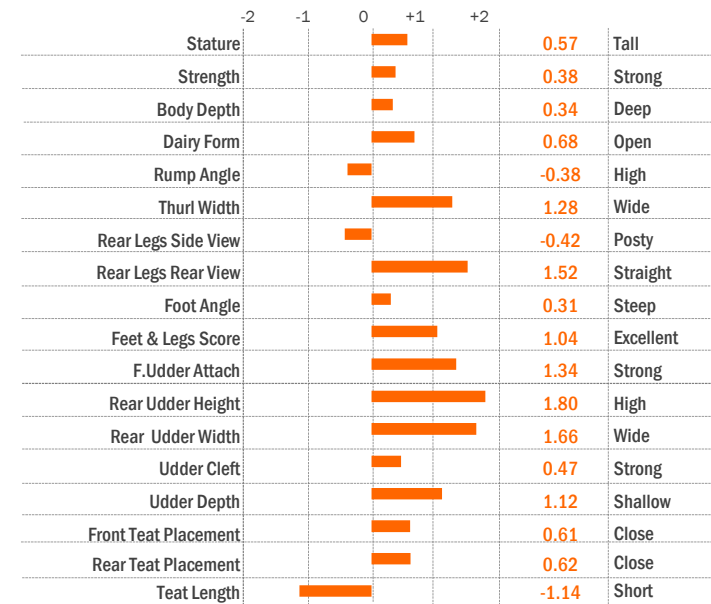 -2 -1 0 +1 +2
Stature 0.57 Tall
Strength 0.38 Strong
Body Depth 0.34 Deep
Dairy Form 0.68 Open
Rump Angle -0.38 High
Thurl Width 1.28 Wide
Rear Legs Side View -0.42 Posty
Rear Legs Rear View 1.52 Straight
Foot Angle 0.31 Steep
Feet & Legs Score 1.04 Excellent
F.Udder Attach 1.34 Strong
Rear Udder Height 1.80 High
Rear Udder Width 1.66 Wide
Udder Cleft 0.47 Strong
Udder Depth 1.12 Shallow
Front Teat Placement 0.61 Close
Rear Teat Placement 0.62 Close
Teat Length -1.14 Short